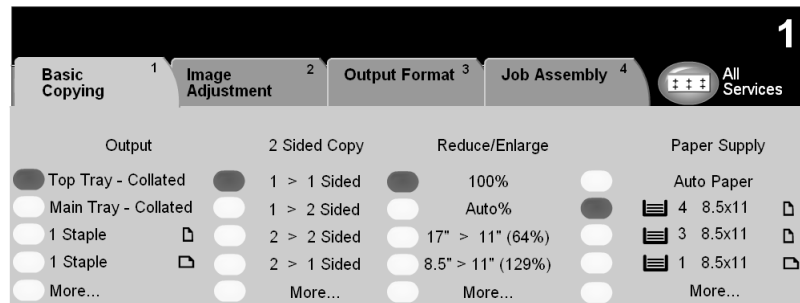 1
Basic Copying 1
Image Adjustment 2
Output Format 3
Job Assembly 4
All Services
Output
2 Sided Copy
Reduce/Enlarge
Paper Supply
Top Tray - Collated
1 > 1 Sided
100%
Auto Paper
Main Tray - Collated
1 > 2 Sided
Auto%
4 8.5x11
1 Staple
2 > 2 Sided
17" > 11" (64%)
3 8.5x11
1 Staple
2 > 1 Sided
8.5" > 11" (129%)
1 8.5x11
More...
More...
More...
More...